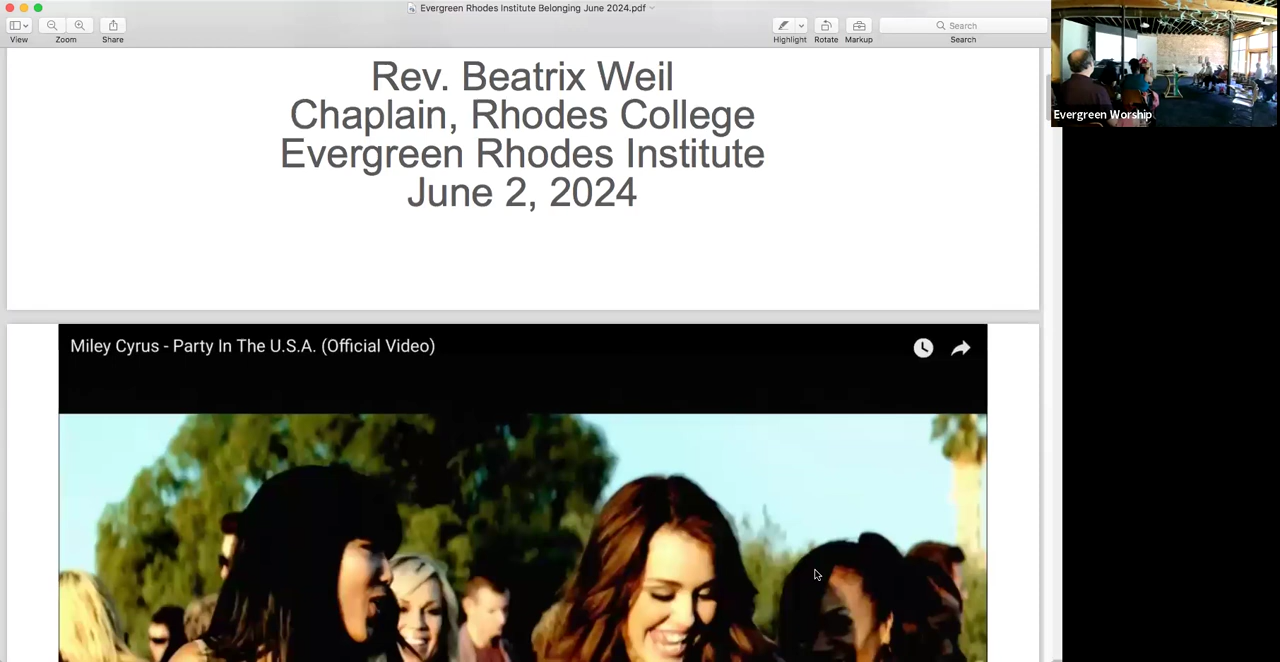 Evergreen Rhodes Institute Belonging June 2024.pdf
View
Zoom
Share
Highlight
Rotate
Markup
Search
Search
Evergreen Worship
Rev. Beatrix Weil
Chaplain, Rhodes College
Evergreen Rhodes Institute
June 2, 2024
Miley Cyrus - Party In The U.S.A. (Official Video)